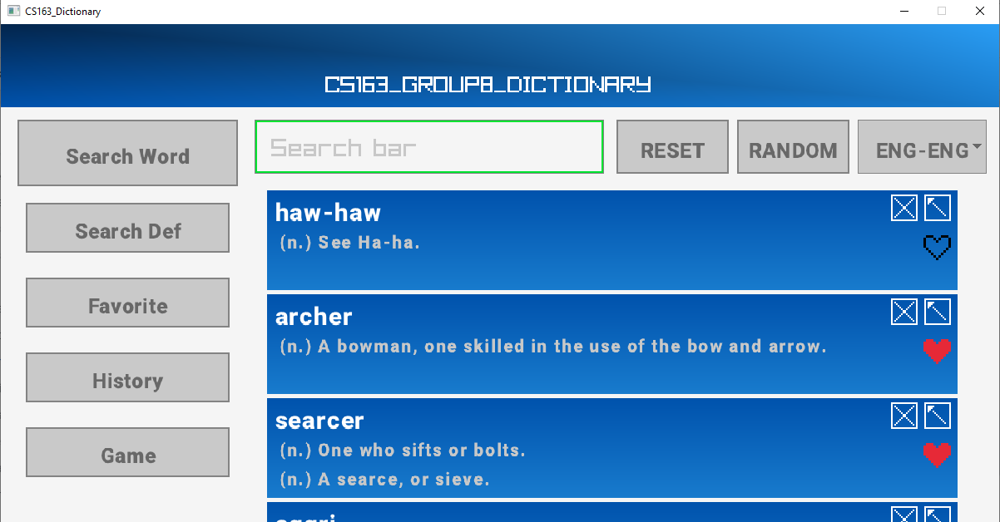 CS163_Dictionary
CS163_GROUP8_DICTIONARY
Search Word
Search bar
RESET
RANDOM
ENG-ENG
Search Def
Favorite
History
Game
haw-haw
(n.) See Ha-ha.
archer
(n.) A bowman, one skilled in the use of the bow and arrow.
searcer
(n.) One who sifts or bolts.
(n.) A searce, or sieve.
aggri